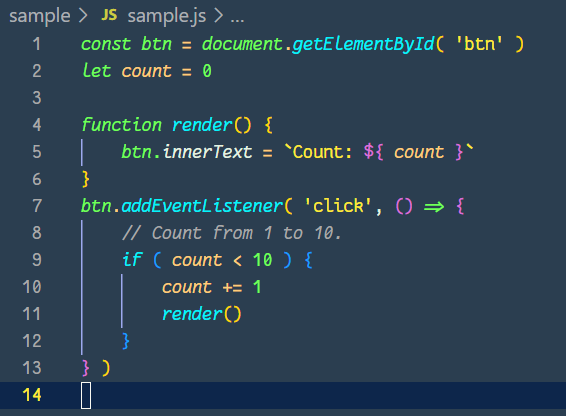 sample > JS sample.js > ...
1 const btn = document.getElementById( 'btn' )
2 let count = 0
3
4 function render() {
5     btn.innerText = `Count: ${ count }`
6 }
7 btn.addEventListener( 'click', () => {
8     // Count from 1 to 10.
9     if ( count < 10 ) {
10         count += 1
11         render()
12     }
13 } )
14